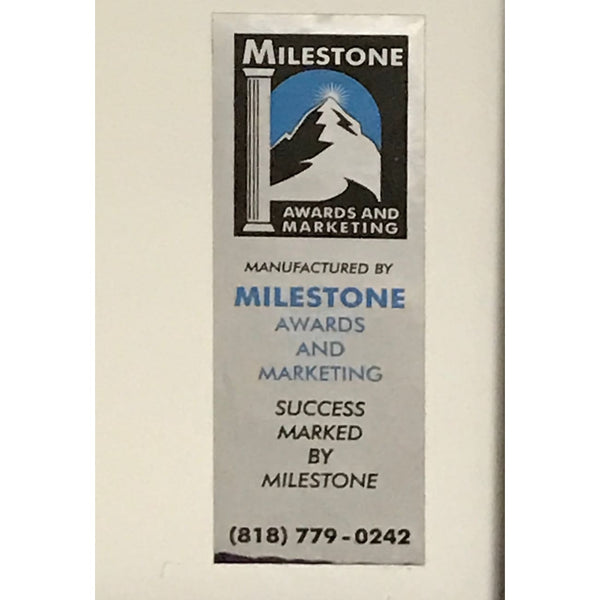 MILESTONE
AWARDS AND
MARKETING
MANUFACTURED BY
MILESTONE
AWARDS
AND
MARKETING
SUCCESS
MARKED
BY
MILESTONE
(818) 779-0242